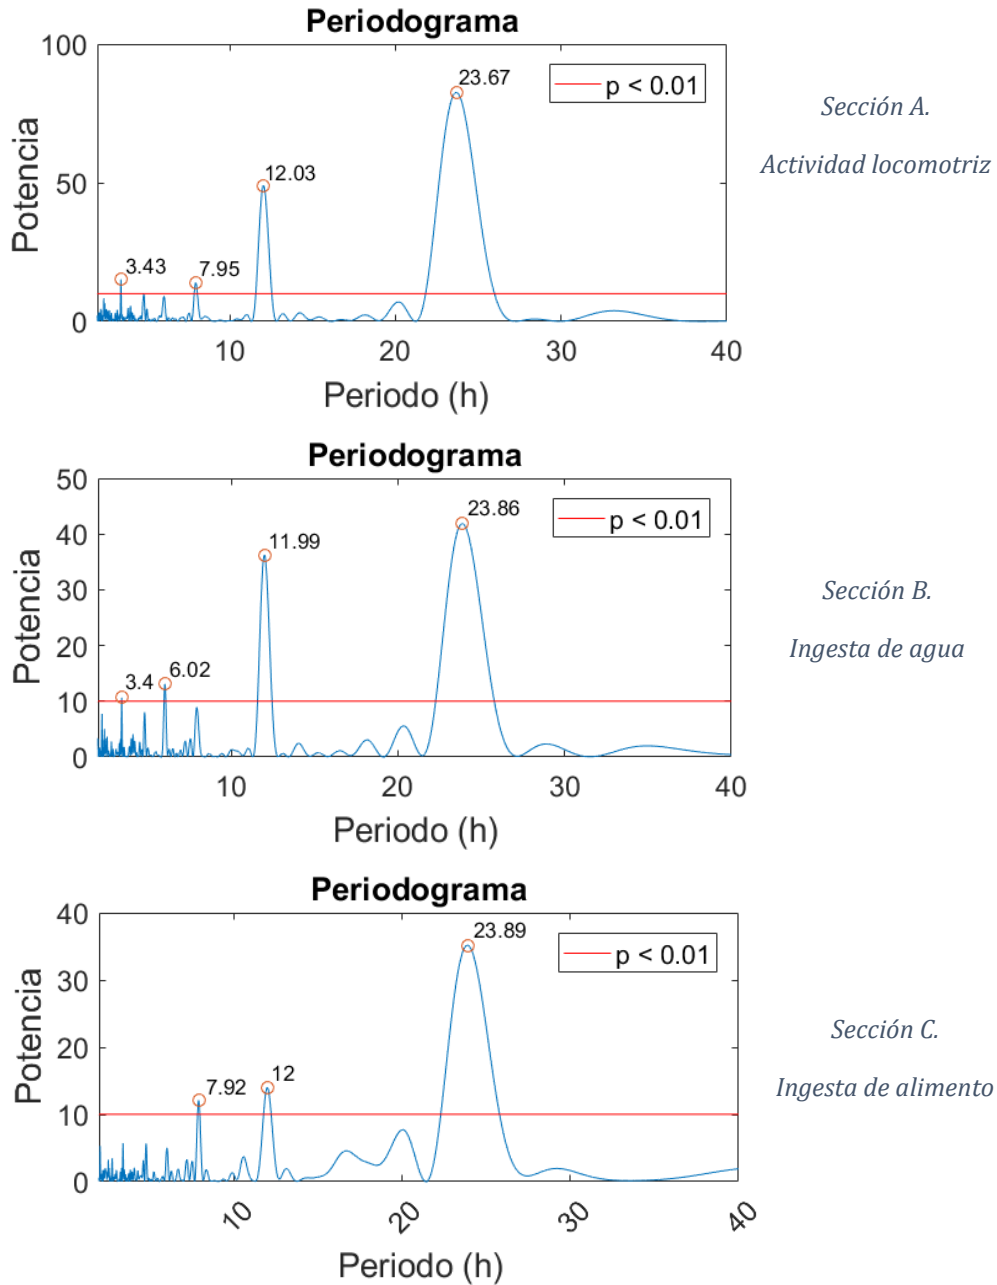 Periodograma
100
50
0
Potencia
3.43
7.95
12.03
23.67
p < 0.01
10
20
30
40
Periodo (h)
Sección A.
Actividad locomotriz
Periodograma
50
40
30
20
10
0
Potencia
3.4
6.02
11.99
23.86
p < 0.01
10
20
30
40
Periodo (h)
Sección B.
Ingesta de agua
Periodograma
40
30
20
10
0
Potencia
7.92
12
23.89
p < 0.01
10
20
30
40
Periodo (h)
Sección C.
Ingesta de alimento